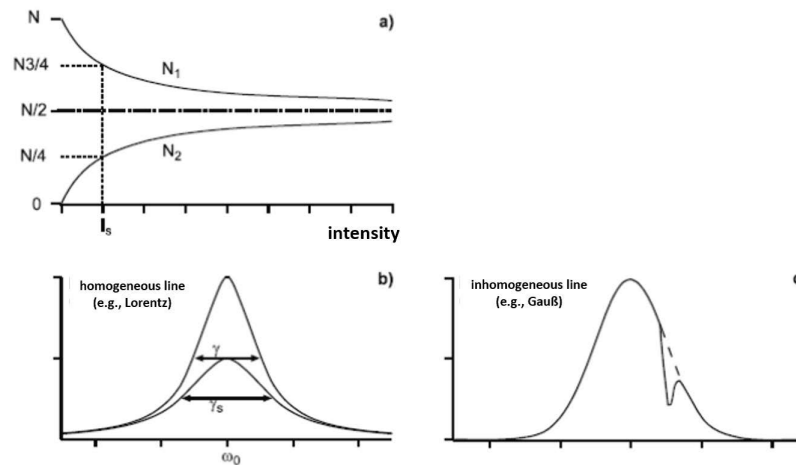 a)
N
N3/4
N1
N/2
N2
N/4
0
Is
intensity
b)
homogeneous line
(e.g., Lorentz)
γ
γs
ω0
inhomogeneous line
(e.g., Gauß)